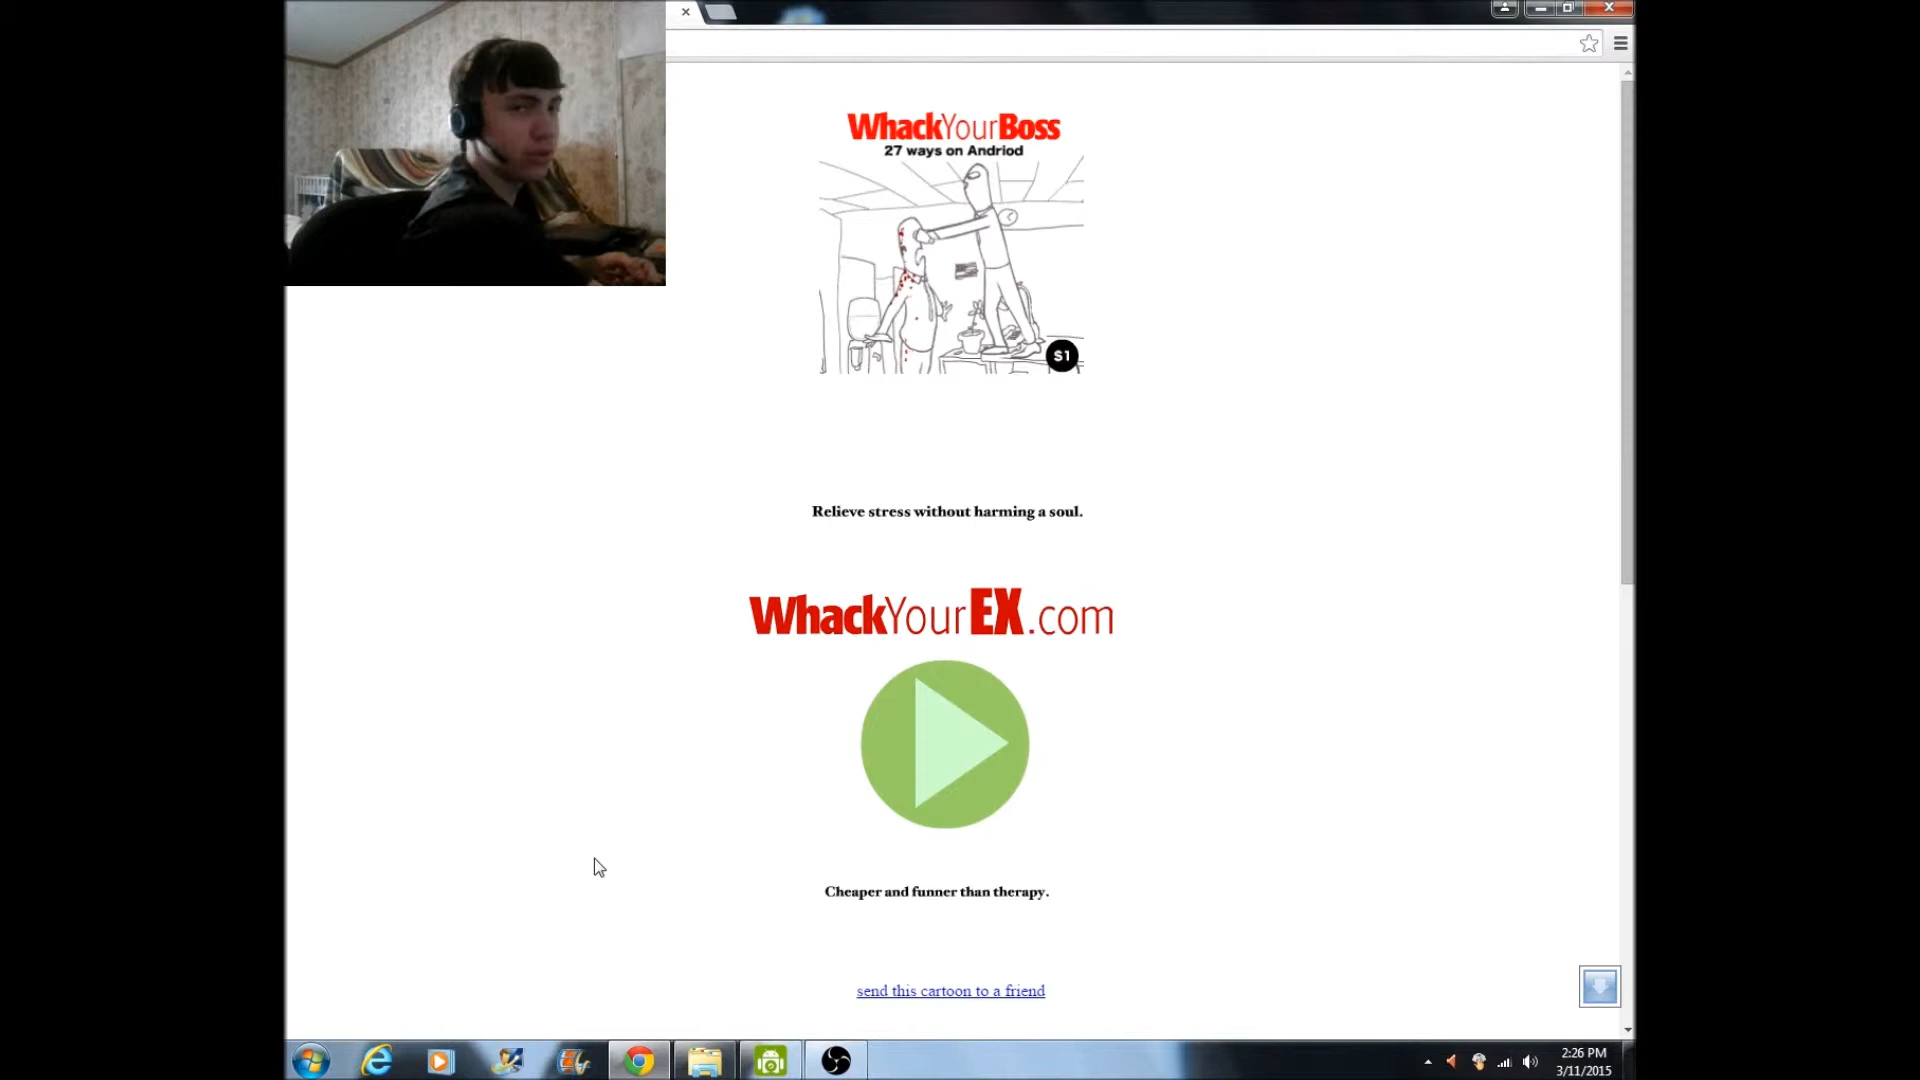 WhackYourBoss
27 ways on Andriod
$1
Relieve stress without harming a soul.
WhackYourEX.com
Cheaper and funner than therapy.
send this cartoon to a friend
2:26 PM
3/11/2015